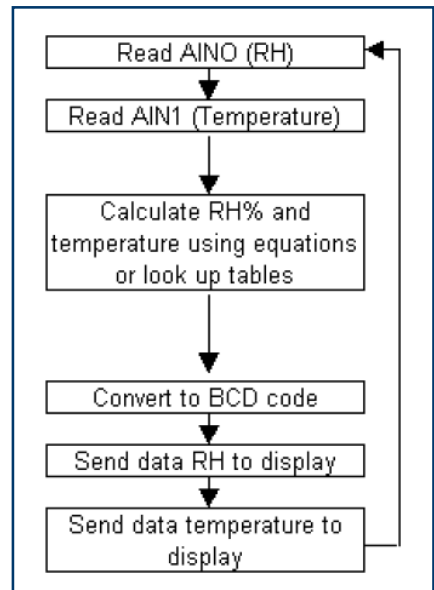 Read AINO (RH)
Read AIN1 (Temperature)
Calculate RH% and
temperature using equations
or look up tables
Convert to BCD code
Send data RH to display
Send data temperature to
display